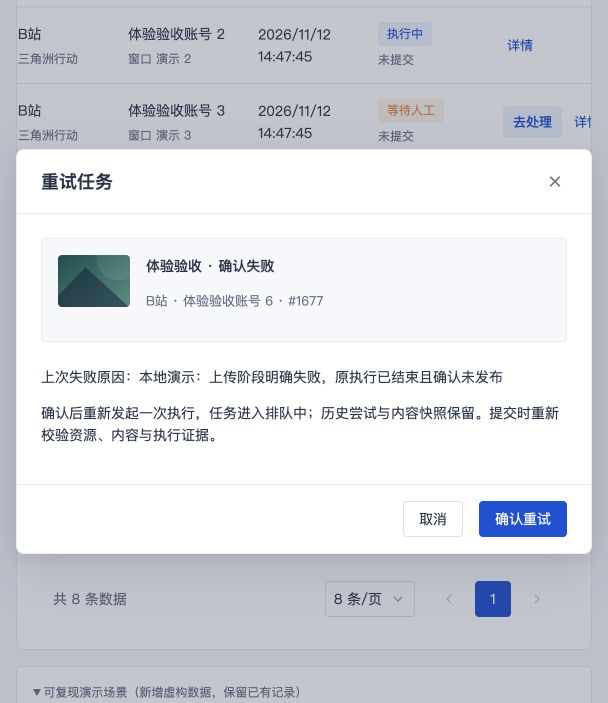 B站 体验验收账号 2 2026/11/12 执行中 详情
三角洲行动 窗口 演示 2 14:47:45 未提交
B站 体验验收账号 3 2026/11/12 等待人工 去处理
三角洲行动 窗口 演示 3 14:47:45 未提交
重试任务
体验验收 · 确认失败
B站 · 体验验收账号 6 · #1677
上次失败原因：本地演示：上传阶段明确失败，原执行已结束且确认未发布
确认后重新发起一次执行，任务进入排队中；历史尝试与内容快照保留。提交时重新
校验资源、内容与执行证据。
取消 确认重试
共 8 条数据 8 条/页 1
▼可复现演示场景（新增虚构数据，保留已有记录）